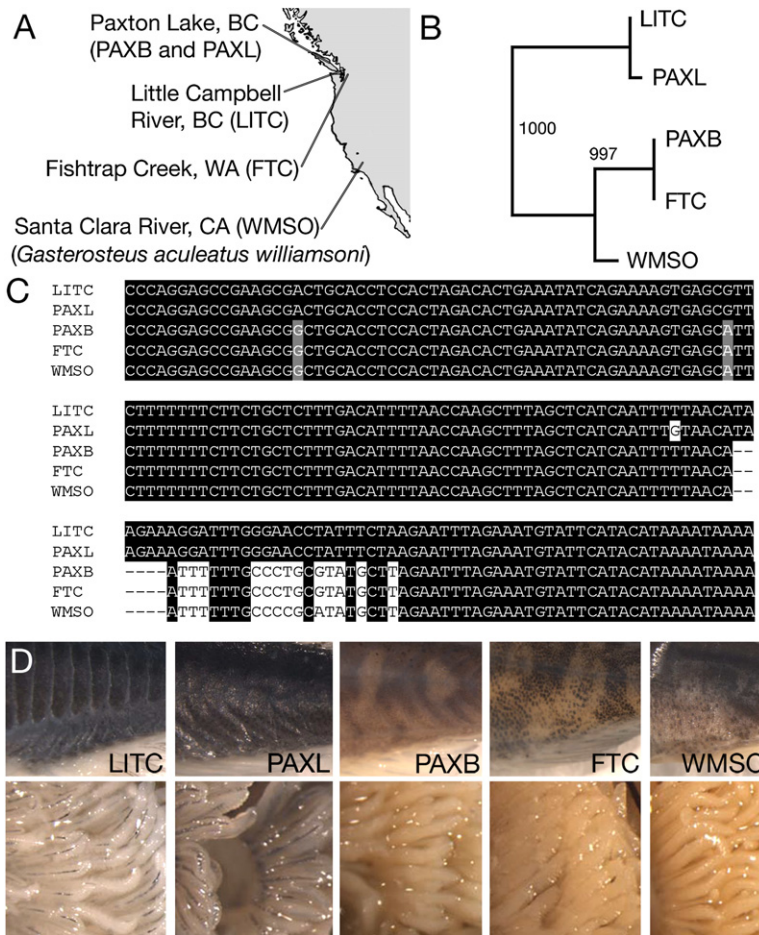 A
Paxton Lake, BC
(PAXB and PAXL)
Little Campbell
River, BC (LITC)
Fishtrap Creek, WA (FTC)
Santa Clara River, CA (WMSO)
(Gasterosteus aculeatus williamsoni)
B
LITC
PAXL
1000
997
PAXB
FTC
WMSO
C
LITC CCCAGGAGCCGAAGCGACTGCACCTCCACTAGACACTGAAATATCAGAAAAGTGAGCGTT
PAXL CCCAGGAGCCGAAGCGACTGCACCTCCACTAGACACTGAAATATCAGAAAAGTGAGCGTT
PAXB CCCAGGAGCCGAAGCGGCTGCACCTCCACTAGACACTGAAATATCAGAAAAGTGAGCATT
FTC CCCAGGAGCCGAAGCGGCTGCACCTCCACTAGACACTGAAATATCAGAAAAGTGAGCATT
WMSO CCCAGGAGCCGAAGCGGCTGCACCTCCACTAGACACTGAAATATCAGAAAAGTGAGCATT
LITC CTTTTTTTCTTCTGCTCTTTGACATTTTAACCAAGCTTTAGCTCATCAATTTTTAACATA
PAXL CTTTTTTTCTTCTGCTCTTTGACATTTTAACCAAGCTTTAGCTCATCAATTTGTAACATA
PAXB CTTTTTTTCTTCTGCTCTTTGACATTTTAACCAAGCTTTAGCTCATCAATTTTTAACA--
FTC CTTTTTTTCTTCTGCTCTTTGACATTTTAACCAAGCTTTAGCTCATCAATTTTTAACA--
WMSO CTTTTTTTCTTCTGCTCTTTGACATTTTAACCAAGCTTTAGCTCATCAATTTTTAACA--
LITC AGAAAGGATTTGGGAACCTATTTCTAAGAATTTAGAAATGTATTCATACATAAAATAAAA
PAXL AGAAAGGATTTGGGAACCTATTTCTAAGAATTTAGAAATGTATTCATACATAAAATAAAA
PAXB ----ATTTTTTGCCCTGCGTATGCTTAGAATTTAGAAATGTATTCATACATAAAATAAAA
FTC ----ATTTTTTGCCCTGCGTATGCTTAGAATTTAGAAATGTATTCATACATAAAATAAAA
WMSO ----ATTTTTTGCCCCGCATATGCTTAGAATTTAGAAATGTATTCATACATAAAATAAAA
D
LITC
PAXL
PAXB
FTC
WMSO